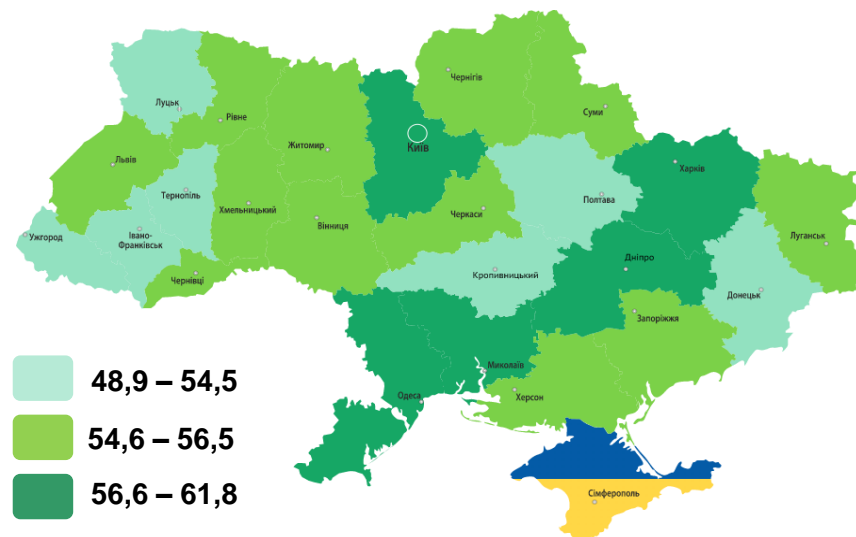 Чернігів
Луцьк
Суми
Рівне
Житомир
Київ
Львів
Харків
Тернопіль
Полтава
Хмельницький
Черкаси
Вінниця
Ужгород
Івано-
Франківськ
Луганськ
Дніпро
Кропивницький
Чернівці
Донецьк
Запоріжжя
Миколаїв
48,9 – 54,5
Одеса
Херсон
54,6 – 56,5
56,6 – 61,8
Сімферополь